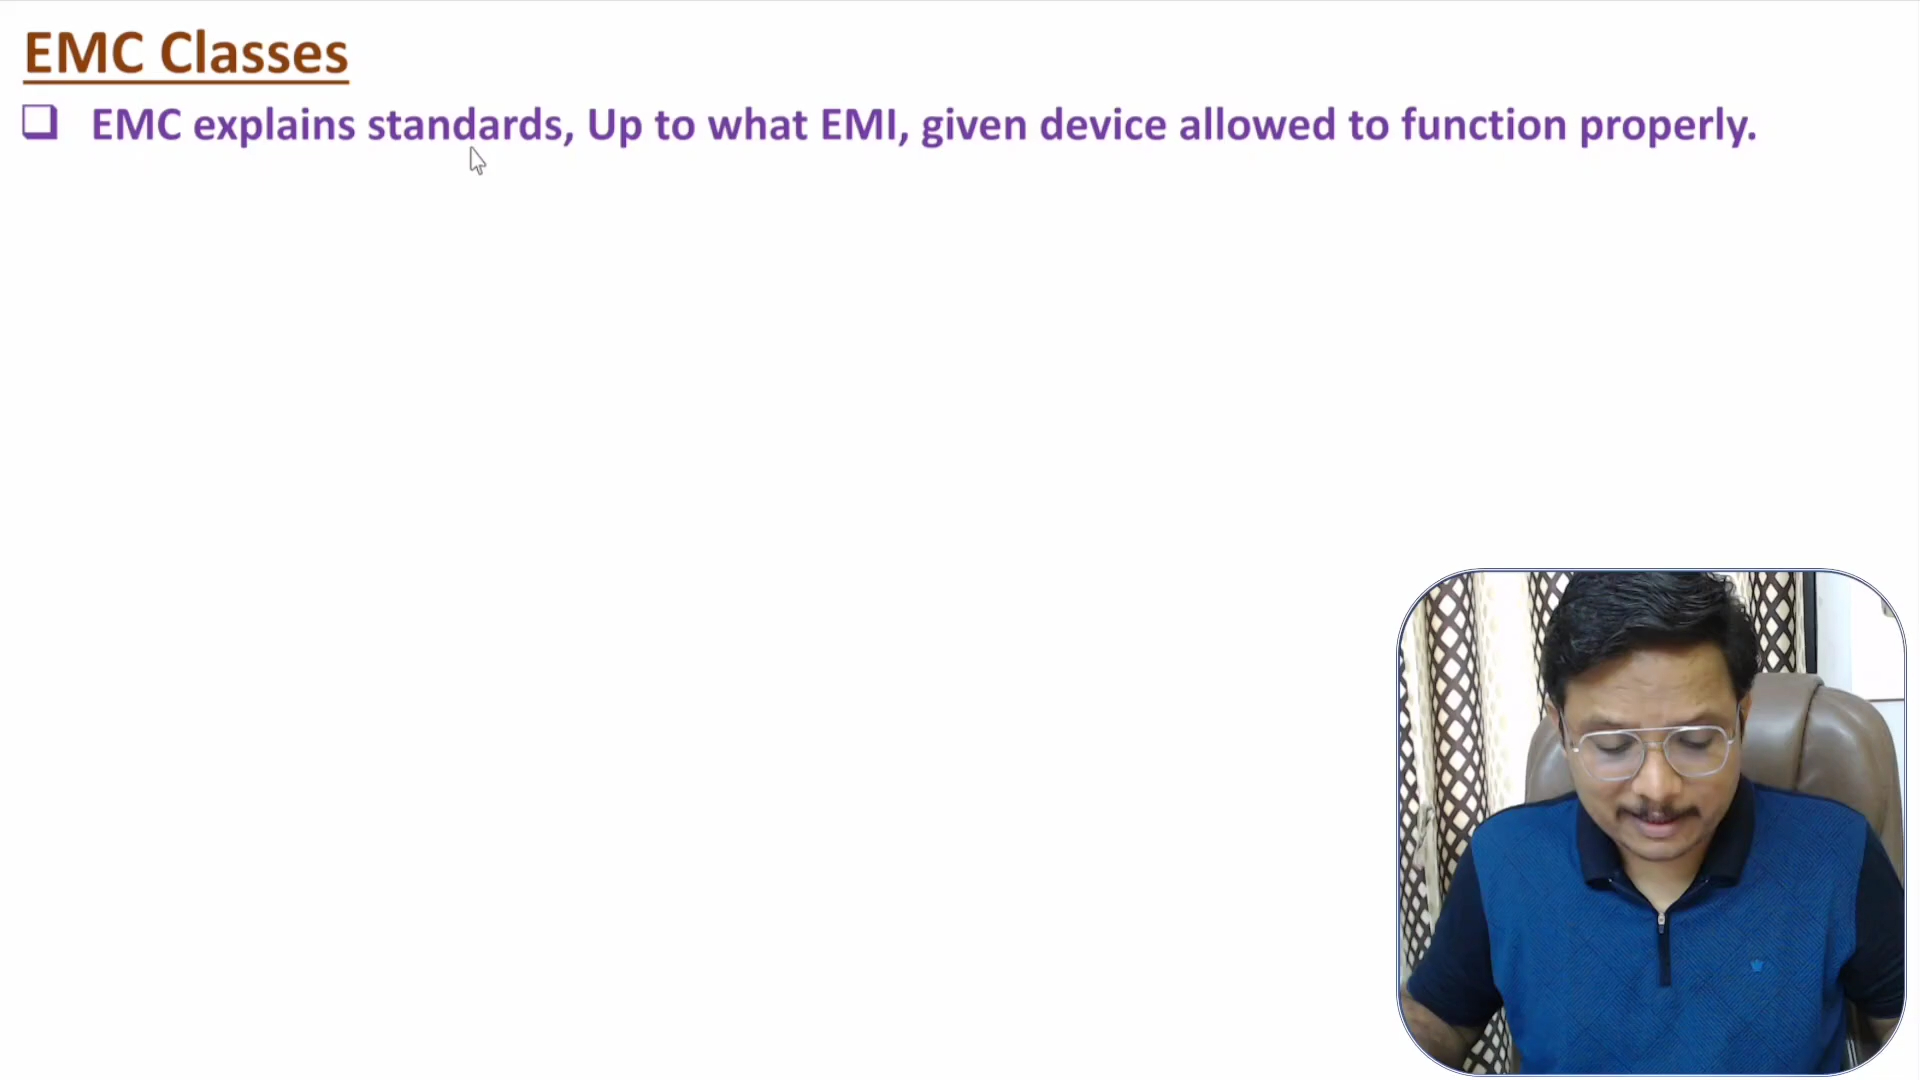 EMC Classes
❑ EMC explains standards, Up to what EMI, given device allowed to function properly.